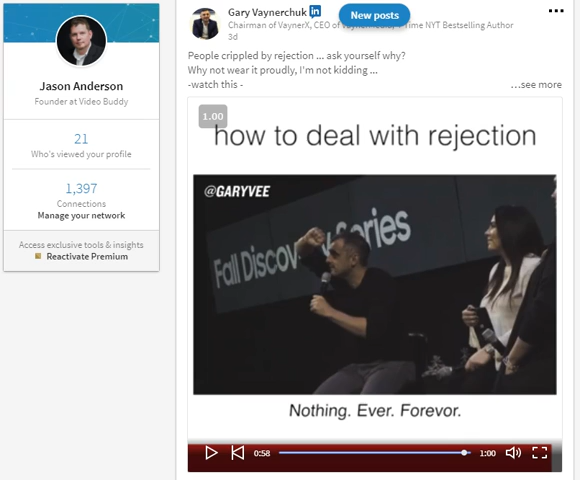 Jason Anderson
Founder at Video Buddy
21
Who's viewed your profile
1,397
Connections
Manage your network
Access exclusive tools & insights
Reactivate Premium
Gary Vaynerchuk in
New posts
Chairman of VaynerX, CEO of Time NYT Bestselling Author
3d
People crippled by rejection ... ask yourself why?
Why not wear it proudly, I'm not kidding ...
-watch this -
...see more
1.00
how to deal with rejection
@GARYVEE
Fall Discovery Series
Nothing. Ever. Forevor.
0:58
1:00